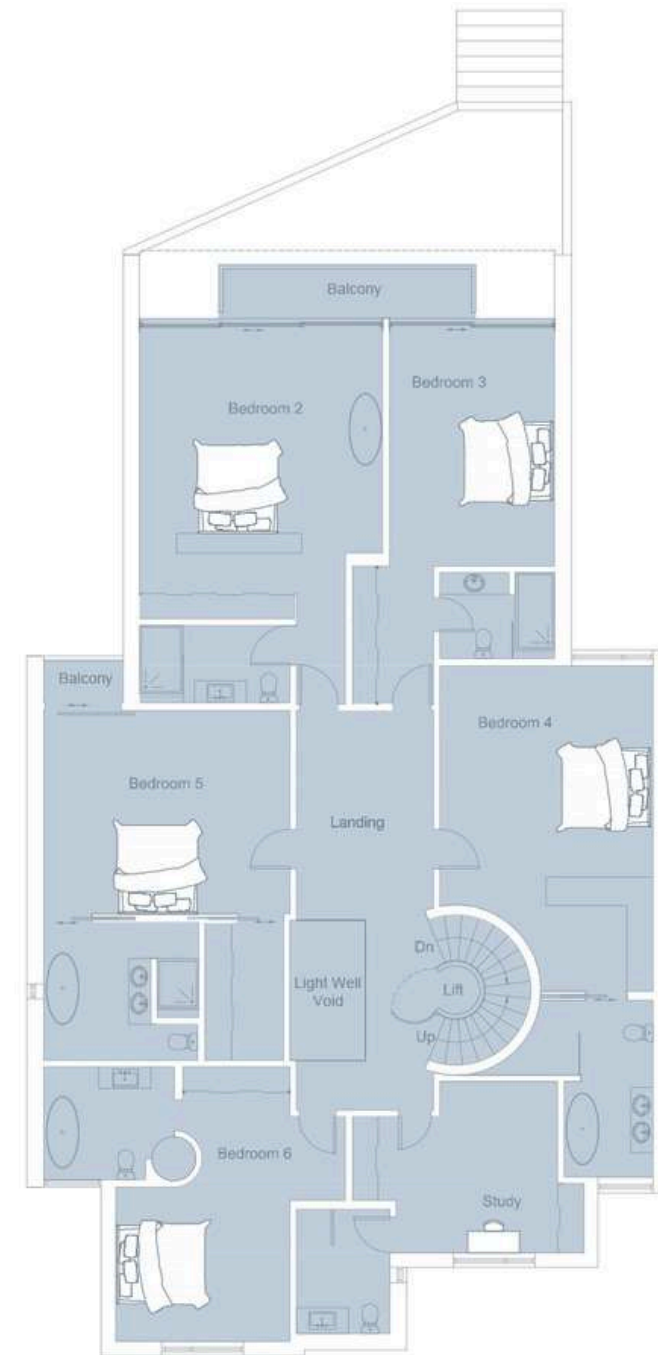 Balcony
Bedroom 3
Bedroom 2
Balcony
Bedroom 4
Bedroom 5
Landing
Dn
Light Well
Void
Lift
Up
Bedroom 6
Study